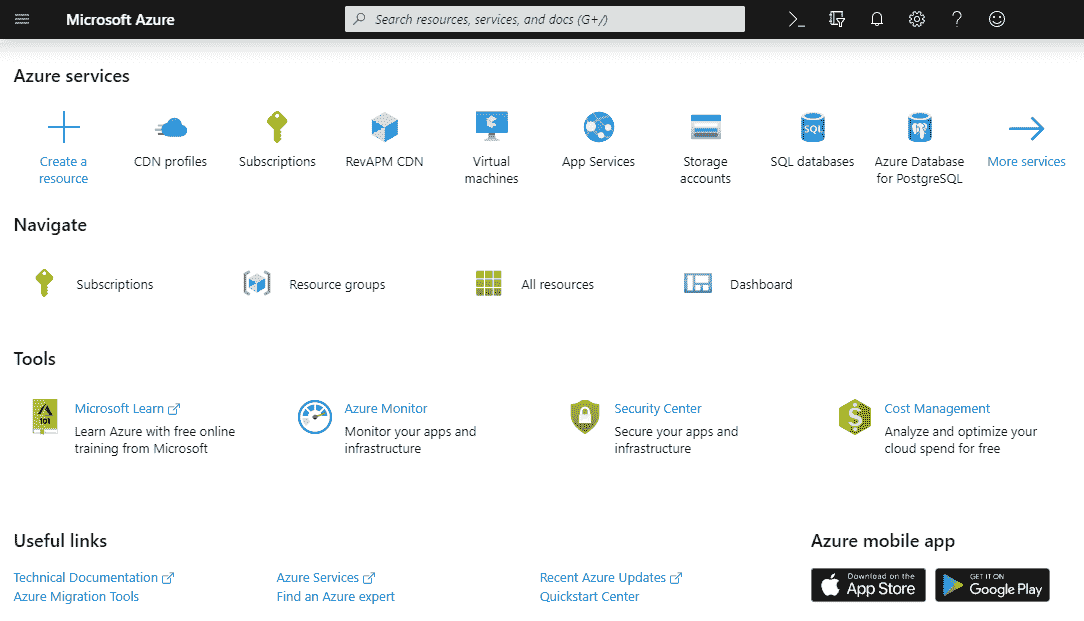 Microsoft Azure
Search resources, services, and docs (G+/)
Azure services
Create a
resource
CDN profiles
Subscriptions
RevAPM CDN
Virtual
machines
App Services
Storage
accounts
SQL
SQL databases
Azure Database
for PostgreSQL
More services
Navigate
Subscriptions
Resource groups
All resources
Dashboard
Tools
101
Microsoft Learn
Learn Azure with free online
training from Microsoft
Azure Monitor
Monitor your apps and
infrastructure
Security Center
Secure your apps and
infrastructure
$
Cost Management
Analyze and optimize your
cloud spend for free
Useful links
Technical Documentation
Azure Migration Tools
Azure Services
Find an Azure expert
Recent Azure Updates
Quickstart Center
Azure mobile app
Download on the
App Store
GET IT ON
Google Play